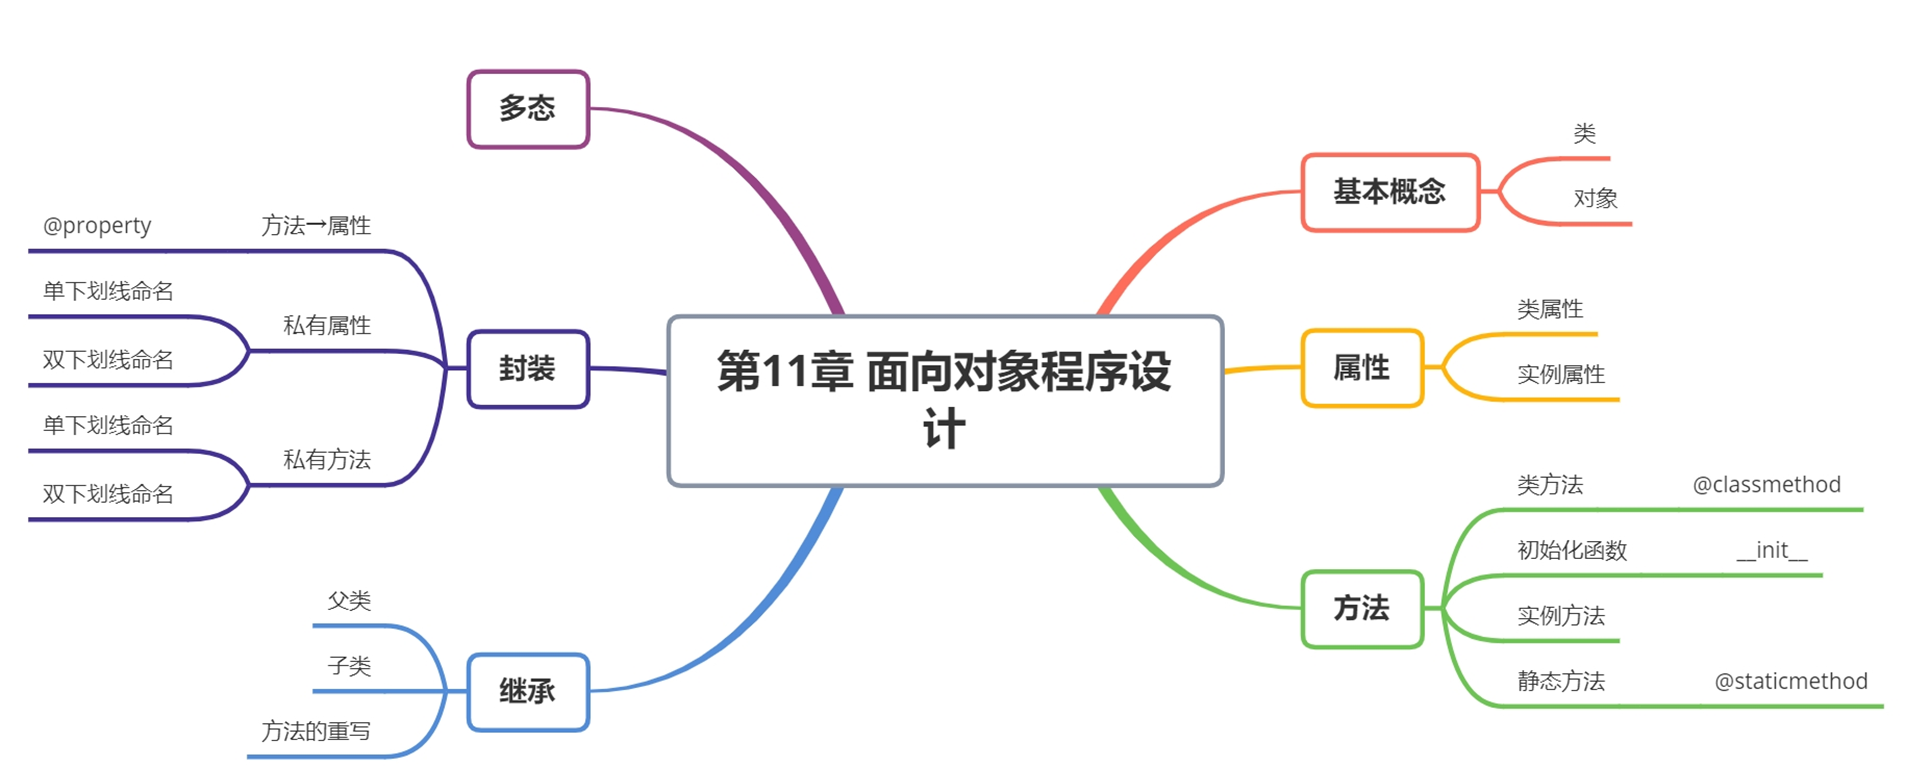 第11章 面向对象程序设
计
基本概念
类
对象
属性
类属性
实例属性
方法
类方法
@classmethod
初始化函数
__init__
实例方法
静态方法
@staticmethod
多态
封装
方法→属性
@property
私有属性
单下划线命名
双下划线命名
私有方法
单下划线命名
双下划线命名
继承
父类
子类
方法的重写